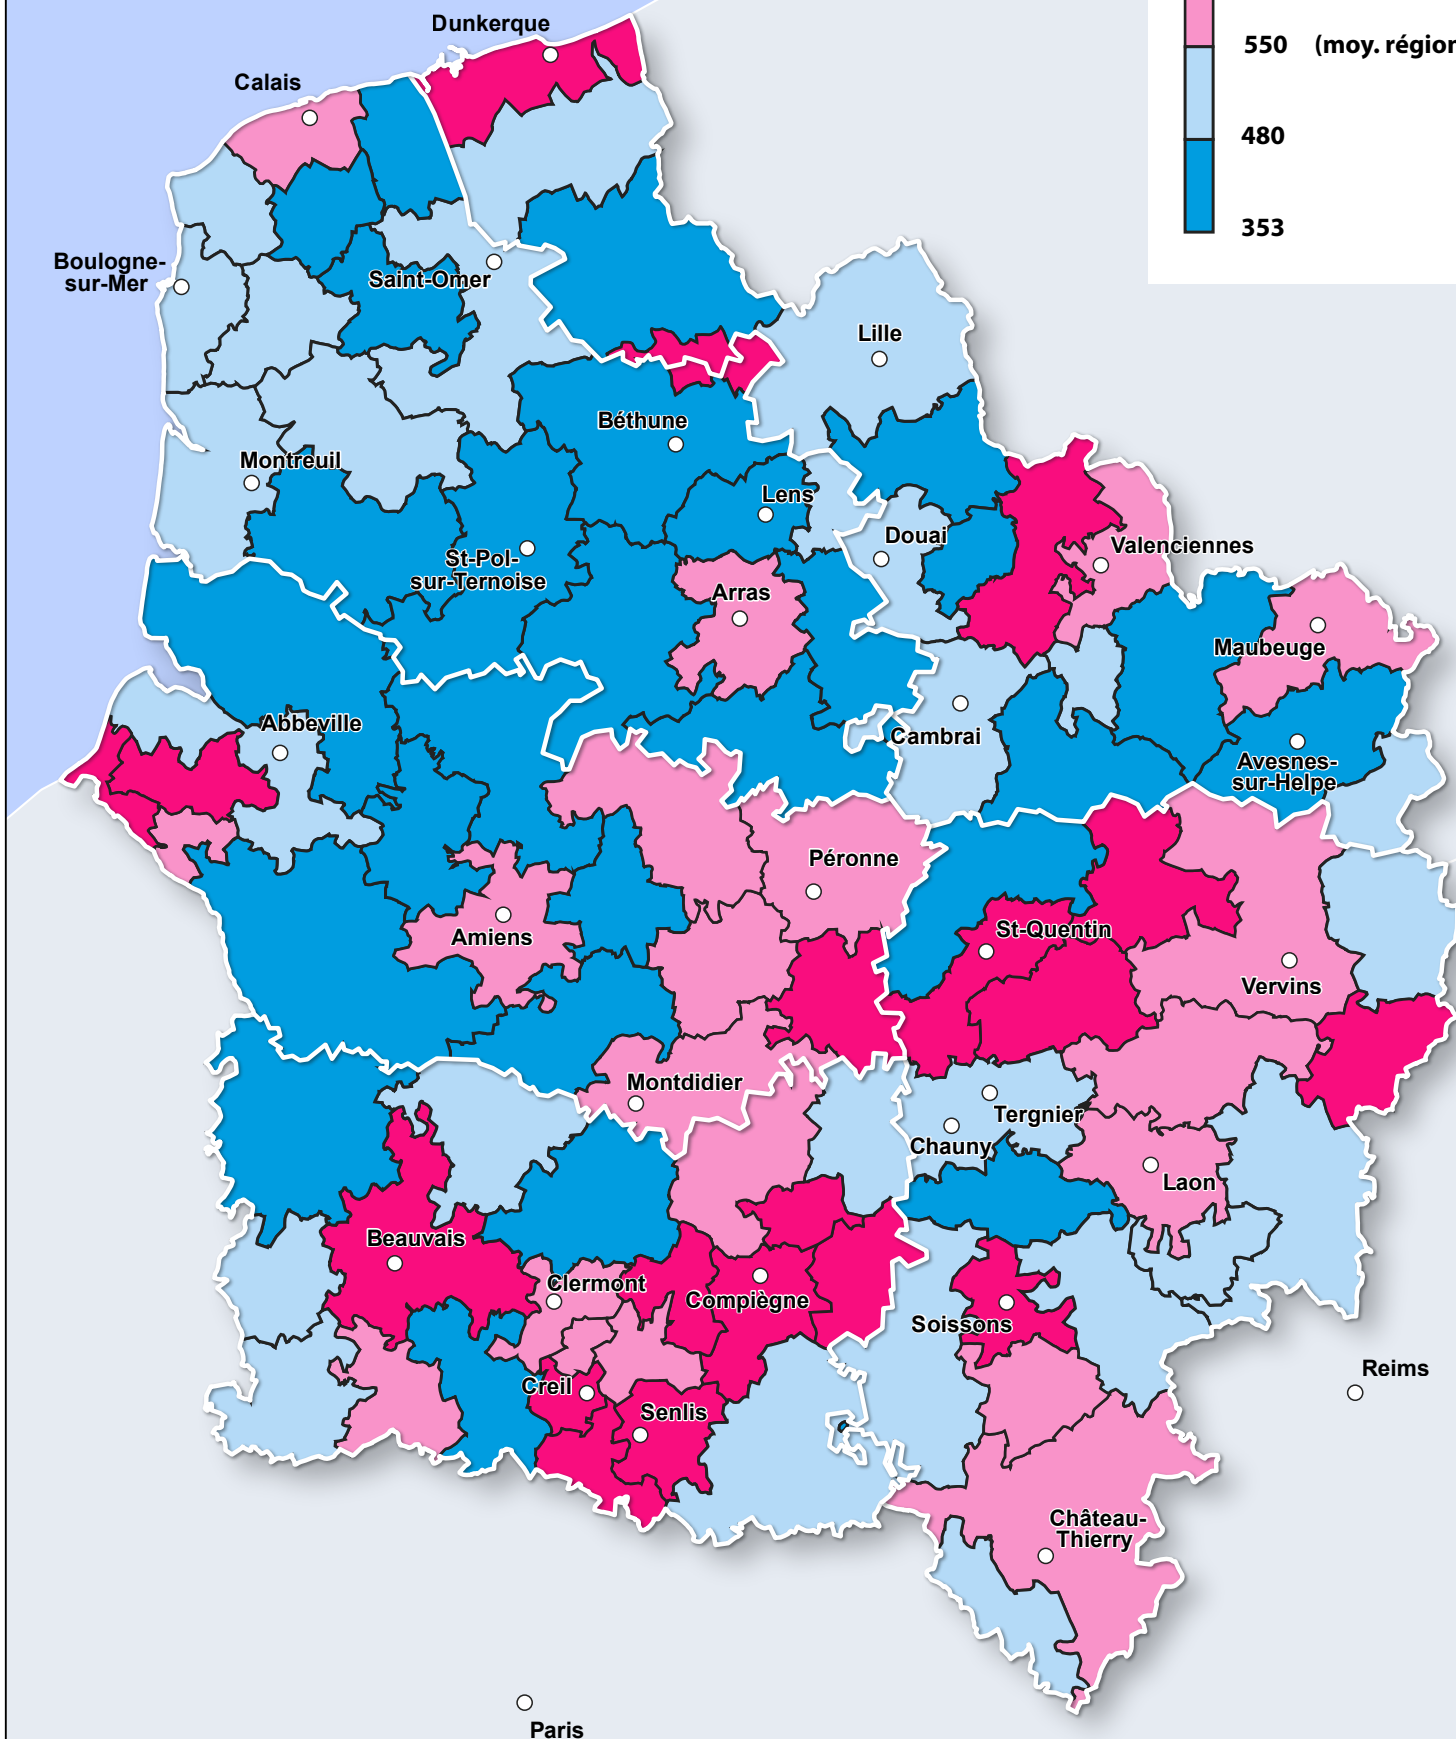 Dunkerque
550 (moy. région
Calais
480
353
Boulogne-
sur-Mer
Saint-Omer
Lille
Béthune
Montreuil
Lens
Douai
Valenciennes
St-Pol-
sur-Ternoise
Arras
Maubeuge
Abbeville
Cambrai
Avesnes-
sur-Helpe
Péronne
St-Quentin
Amiens
Vervins
Montdidier
Tergnier
Chauny
Laon
Beauvais
Clermont
Compiègne
Soissons
Reims
Creil
Senlis
Château-
Thierry
Paris